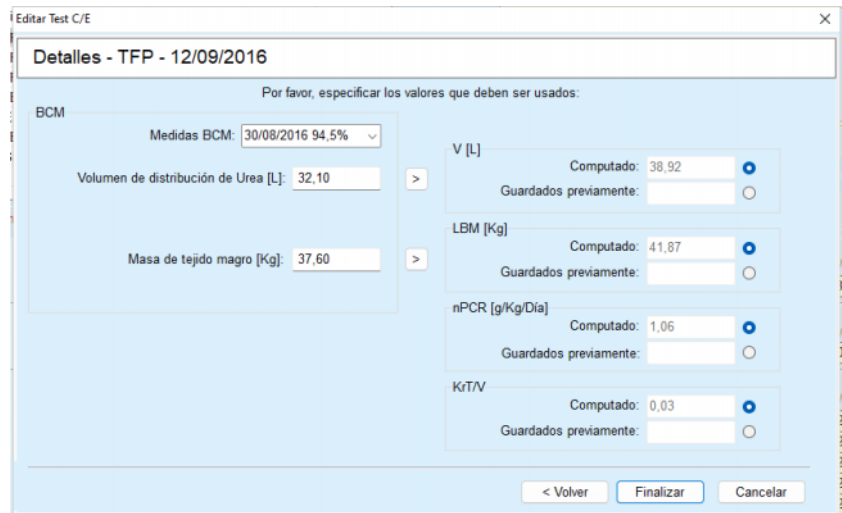 Editar Test C/E
Detalles - TFP - 12/09/2016
Por favor, especificar los valores que deben ser usados:
BCM
Medidas BCM: 30/08/2016 94,5%
Volumen de distribución de Urea [L]: 32,10 >
Masa de tejido magro [Kg]: 37,60 >
V [L]
Computado: 38,92
Guardados previamente:
LBM [Kg]
Computado: 41,87
Guardados previamente:
nPCR [g/Kg/Día]
Computado: 1,06
Guardados previamente:
KrT/V
Computado: 0,03
Guardados previamente:
< Volver Finalizar Cancelar